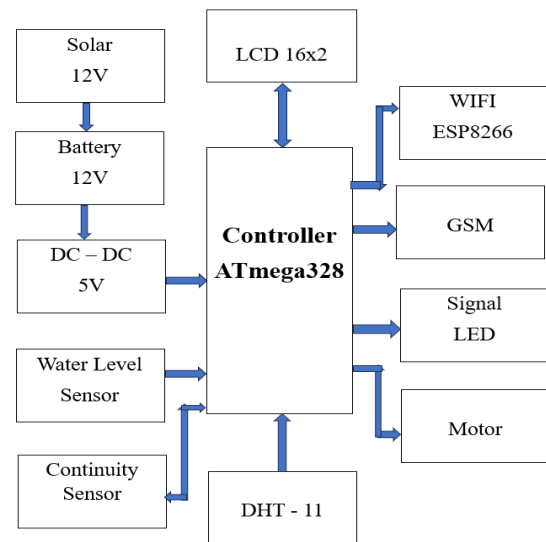 Solar
12V
Battery
12V
DC – DC
5V
Water Level
Sensor
Continuity
Sensor
LCD 16x2
Controller
ATmega328
DHT - 11
WIFI
ESP8266
GSM
Signal
LED
Motor